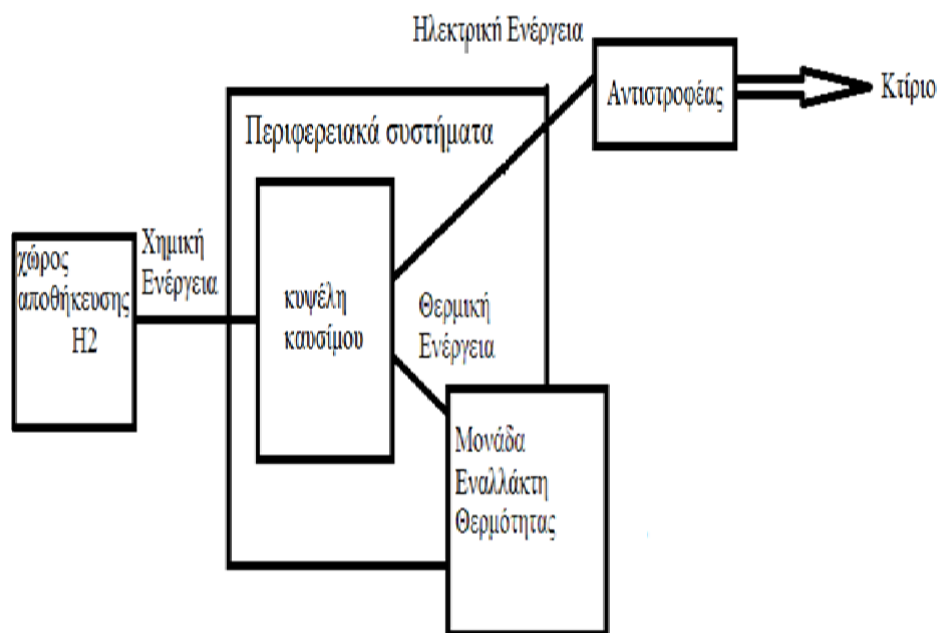 Ηλεκτρική Ενέργεια
Αντιστροφέας
Κτίριο
Περιφερειακά συστήματα
χώρος
αποθήκευσης
H2
Χημική
Ενέργεια
κυψέλη
καυσίμου
Θερμική
Ενέργεια
Μονάδα
Εναλλάκτη
Θερμότητας